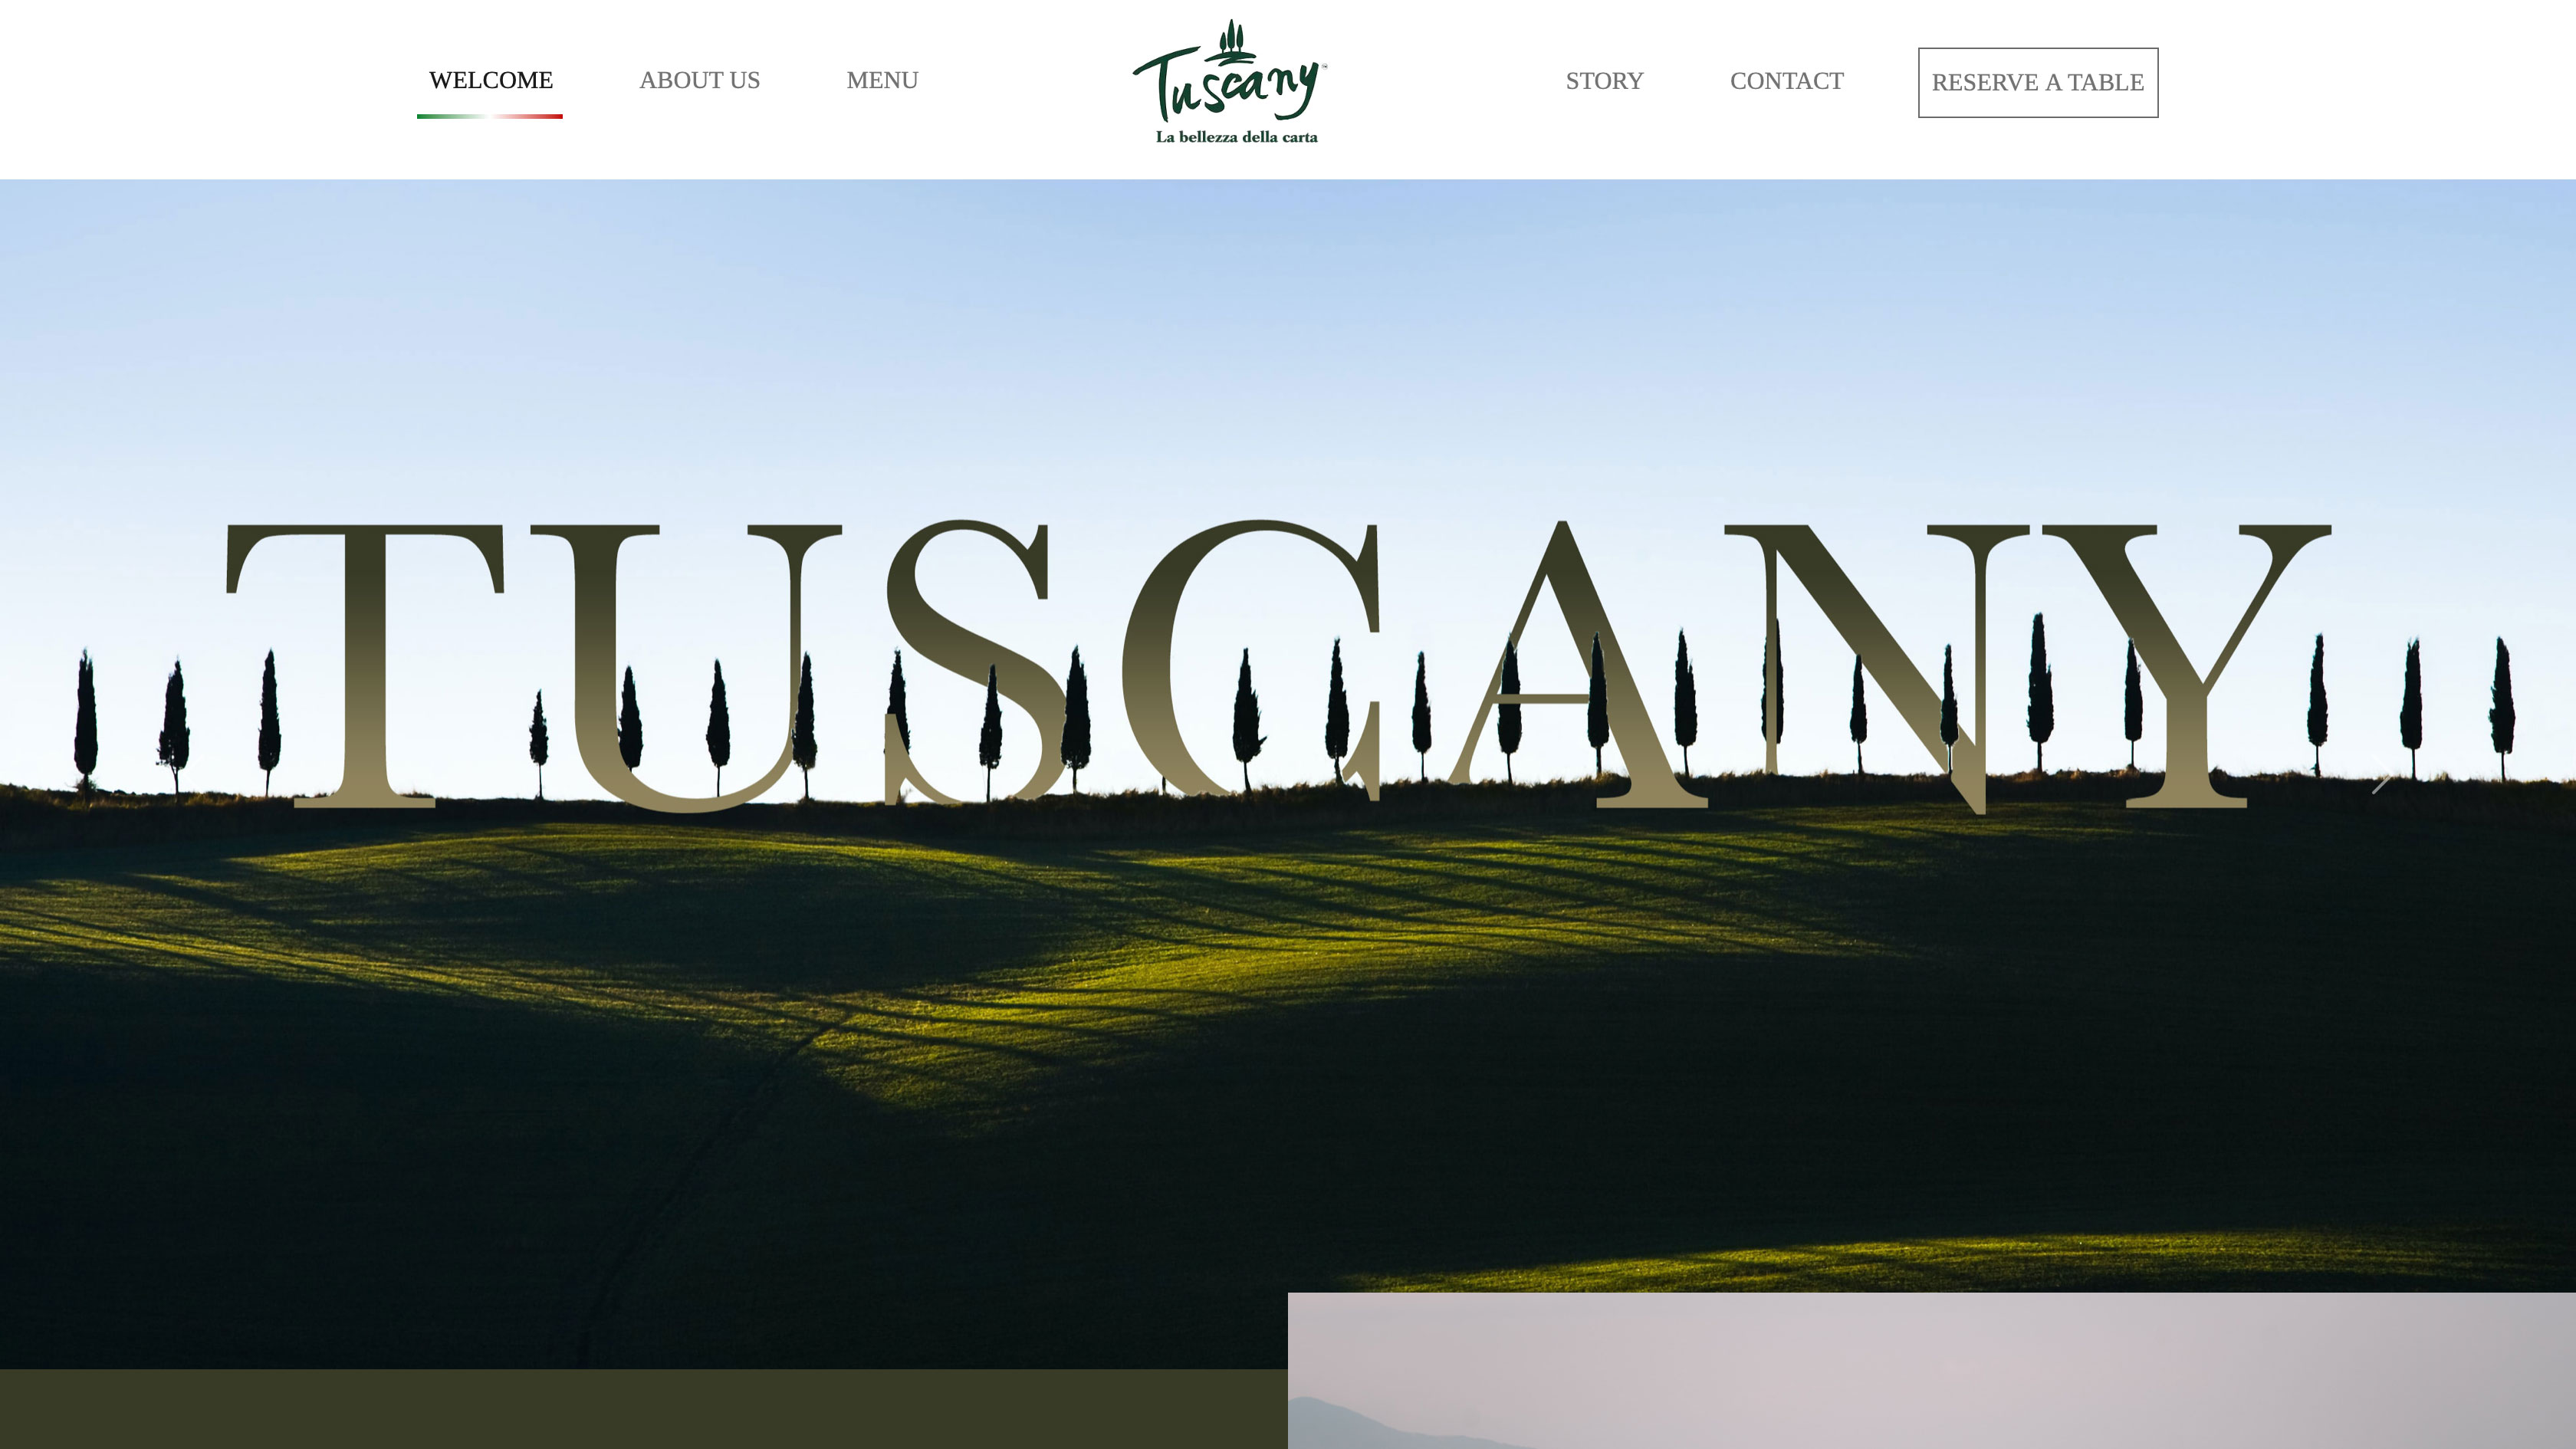 WELCOME
ABOUT US
MENU
Tuscany
La bellezza della carta
STORY
CONTACT
RESERVE A TABLE
TUSCANY